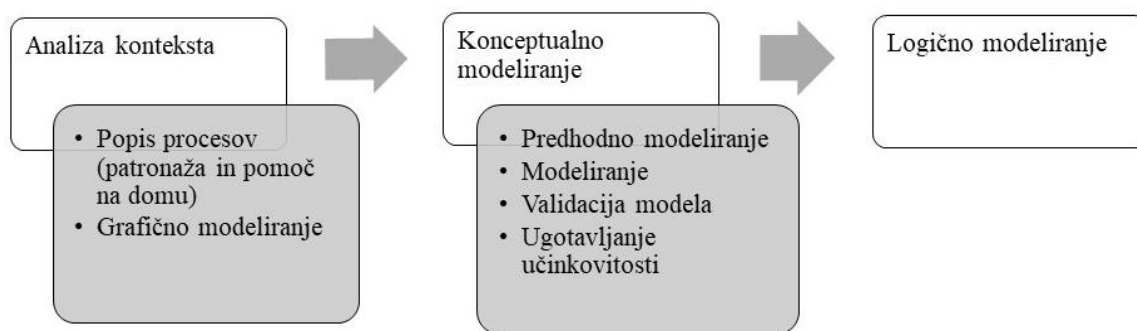 Analiza konteksta
• Popis procesov
(patronaža in pomoč
na domu)
• Grafično modeliranje
Konceptualno
modeliranje
• Predhodno modeliranje
• Modeliranje
• Validacija modela
• Ugotavljanje
učinkovitosti
Logično modeliranje